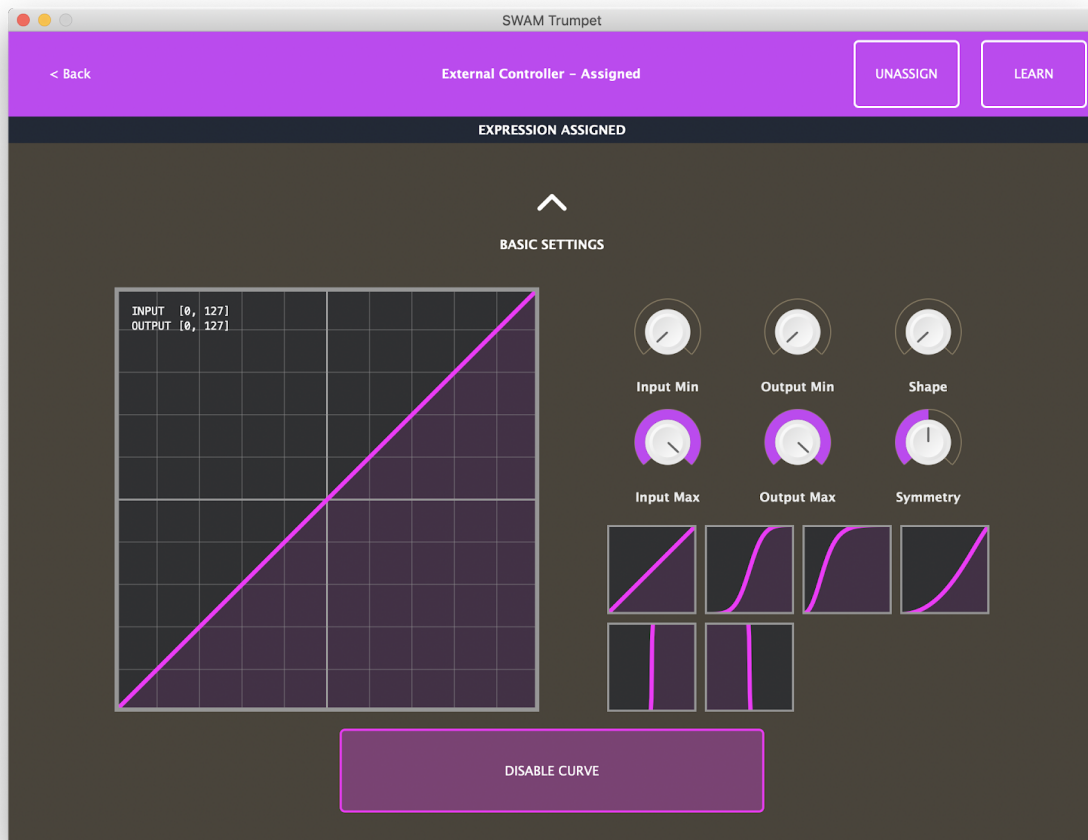 SWAM Trumpet
< Back
External Controller – Assigned
UNASSIGN
LEARN
EXPRESSION ASSIGNED
BASIC SETTINGS
INPUT [0, 127]
OUTPUT [0, 127]
Input Min
Output Min
Shape
Input Max
Output Max
Symmetry
DISABLE CURVE